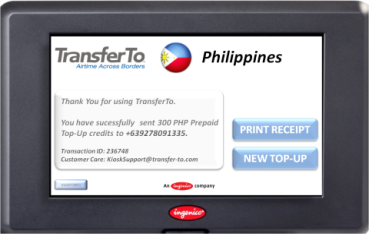 TransferTo
Airtime Across Borders
Philippines
Thank You for using TransferTo.
You have sucessfully sent 300 PHP Prepaid
Top-Up credits to +639278091335.
Transaction ID: 236748
Customer Care: KioskSupport@transfer-to.com
PRINT RECEIPT
NEW TOP-UP
An ingenico company
ingenico